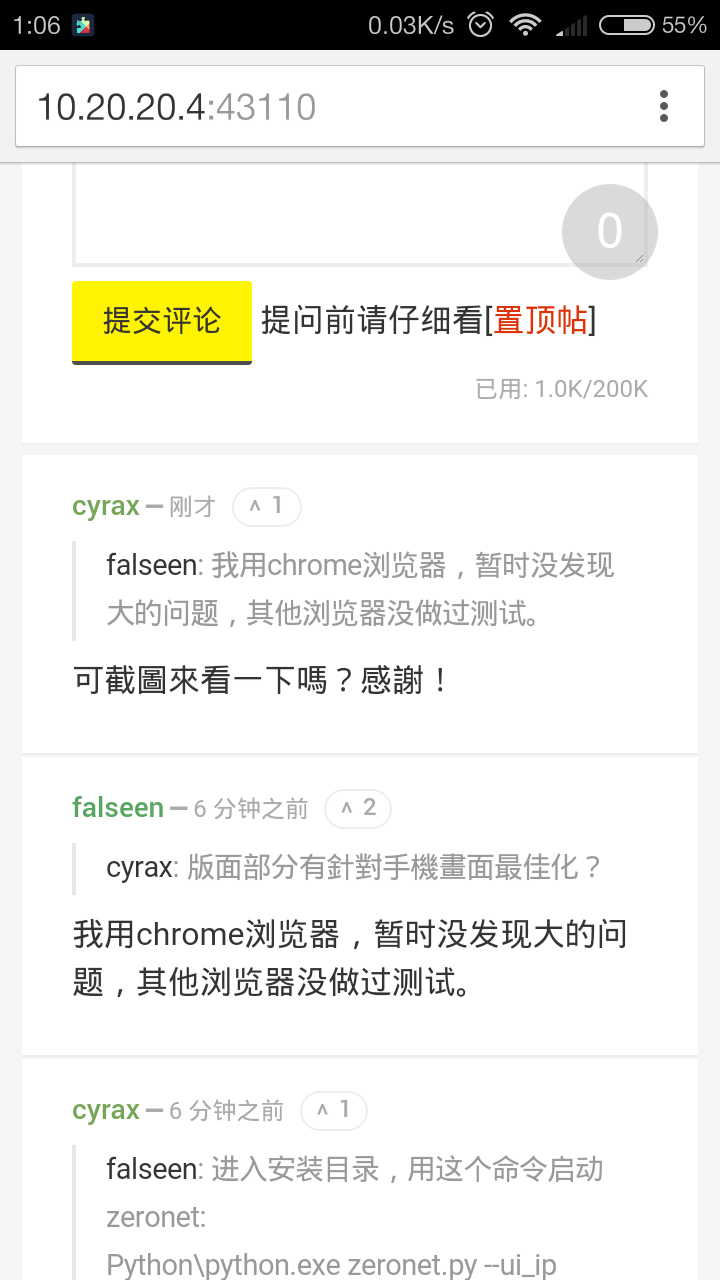 1:06 0.03K/s 55%
10.20.20.4:43110
0
提交评论 提问前请仔细看[置顶帖]
已用: 1.0K/200K
cyrax ━ 刚才 ^ 1
falseen: 我用chrome浏览器，暂时没发现
大的问题，其他浏览器没做过测试。
可截圖來看一下嗎？感謝！
falseen ━ 6 分钟之前 ^ 2
cyrax: 版面部分有針對手機畫面最佳化？
我用chrome浏览器，暂时没发现大的问
题，其他浏览器没做过测试。
cyrax ━ 6 分钟之前 ^ 1
falseen: 进入安装目录，用这个命令启动
zeronet:
Python\python.exe zeronet.py --ui_ip